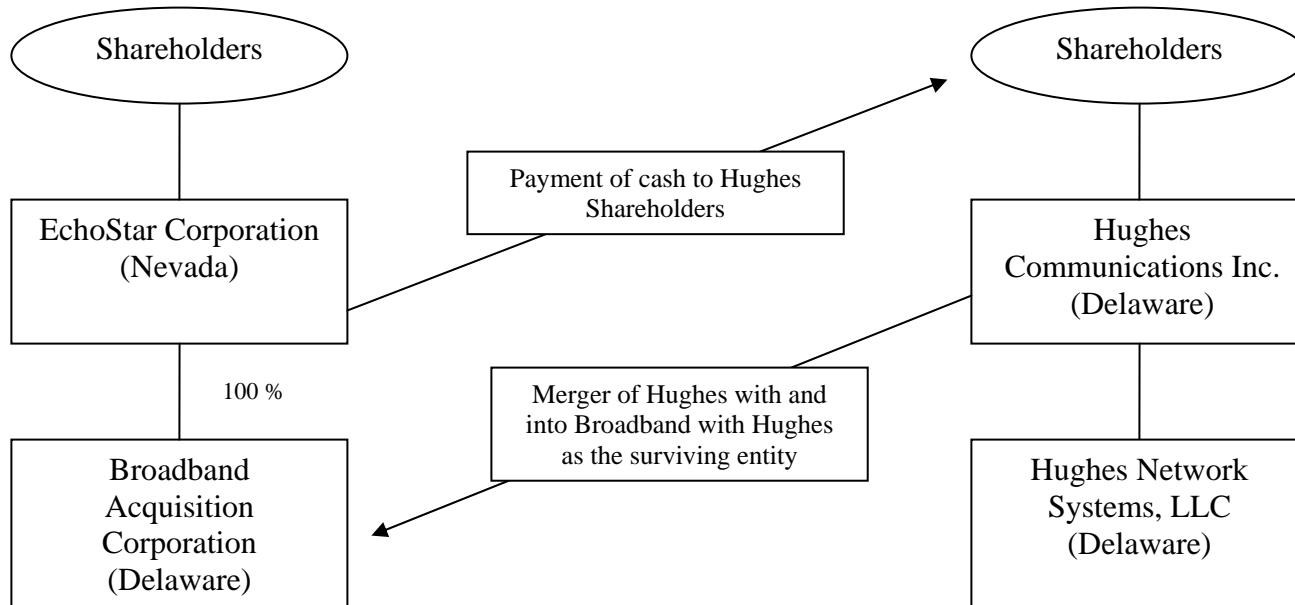 Shareholders
Shareholders
Payment of cash to Hughes
Shareholders
EchoStar Corporation
(Nevada)
Hughes
Communications Inc.
(Delaware)
100 %
Merger of Hughes with and
into Broadband with Hughes
as the surviving entity
Broadband
Acquisition
Corporation
(Delaware)
Hughes Network
Systems, LLC
(Delaware)